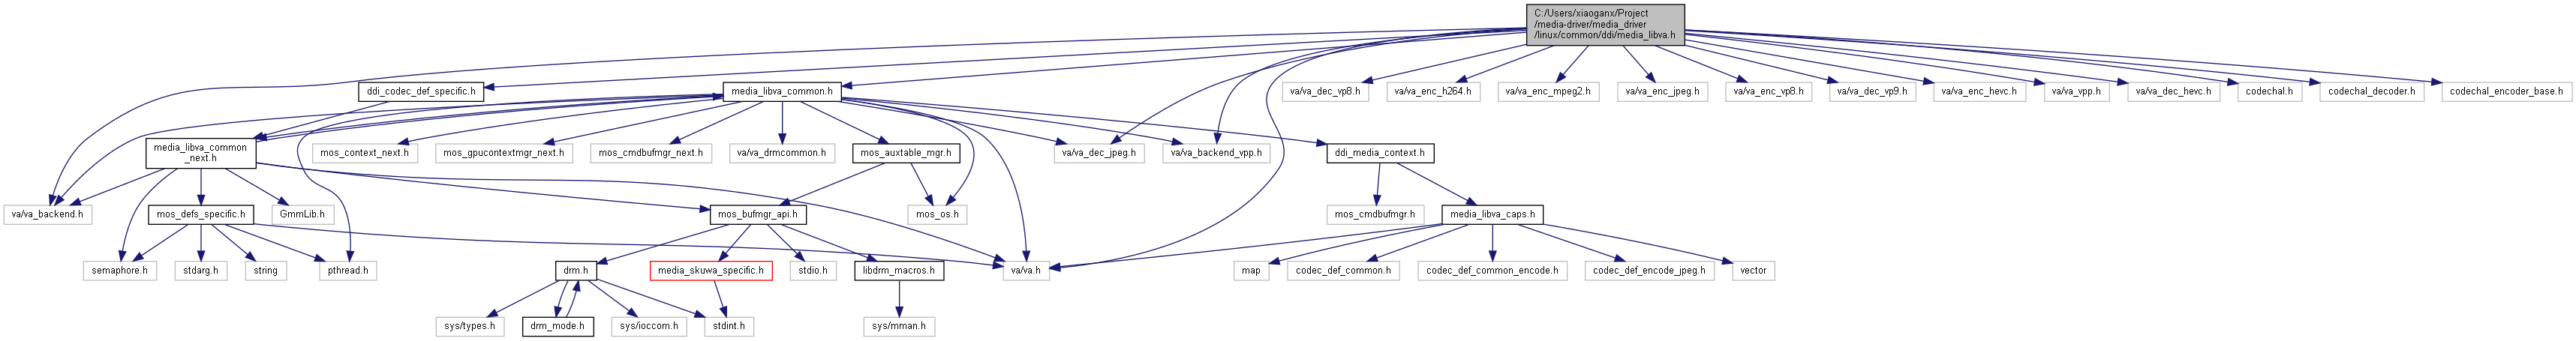 C:/Users/xiaoganx/Project
/media-driver/media_driver
/linux/common/ddi/media_libva.h
ddi_codec_def_specific.h
media_libva_common.h
va/va_dec_vp8.h
va/va_enc_h264.h
va/va_enc_mpeg2.h
va/va_enc_jpeg.h
va/va_enc_vp8.h
va/va_dec_vp9.h
va/va_enc_hevc.h
va/va_vpp.h
va/va_dec_hevc.h
codechal.h
codechal_decoder.h
codechal_encoder_base.h
media_libva_common
_next.h
mos_context_next.h
mos_gpucontextmgr_next.h
mos_cmdbufmgr_next.h
va/va_drmcommon.h
mos_auxtable_mgr.h
va/va_dec_jpeg.h
va/va_backend_vpp.h
ddi_media_context.h
va/va_backend.h
mos_defs_specific.h
GmmLib.h
mos_bufmgr_api.h
mos_os.h
mos_cmdbufmgr.h
media_libva_caps.h
semaphore.h
stdarg.h
string
pthread.h
drm.h
media_skuwa_specific.h
stdio.h
libdrm_macros.h
va/va.h
map
codec_def_common.h
codec_def_common_encode.h
codec_def_encode_jpeg.h
vector
sys/types.h
drm_mode.h
sys/ioccom.h
stdint.h
sys/mman.h